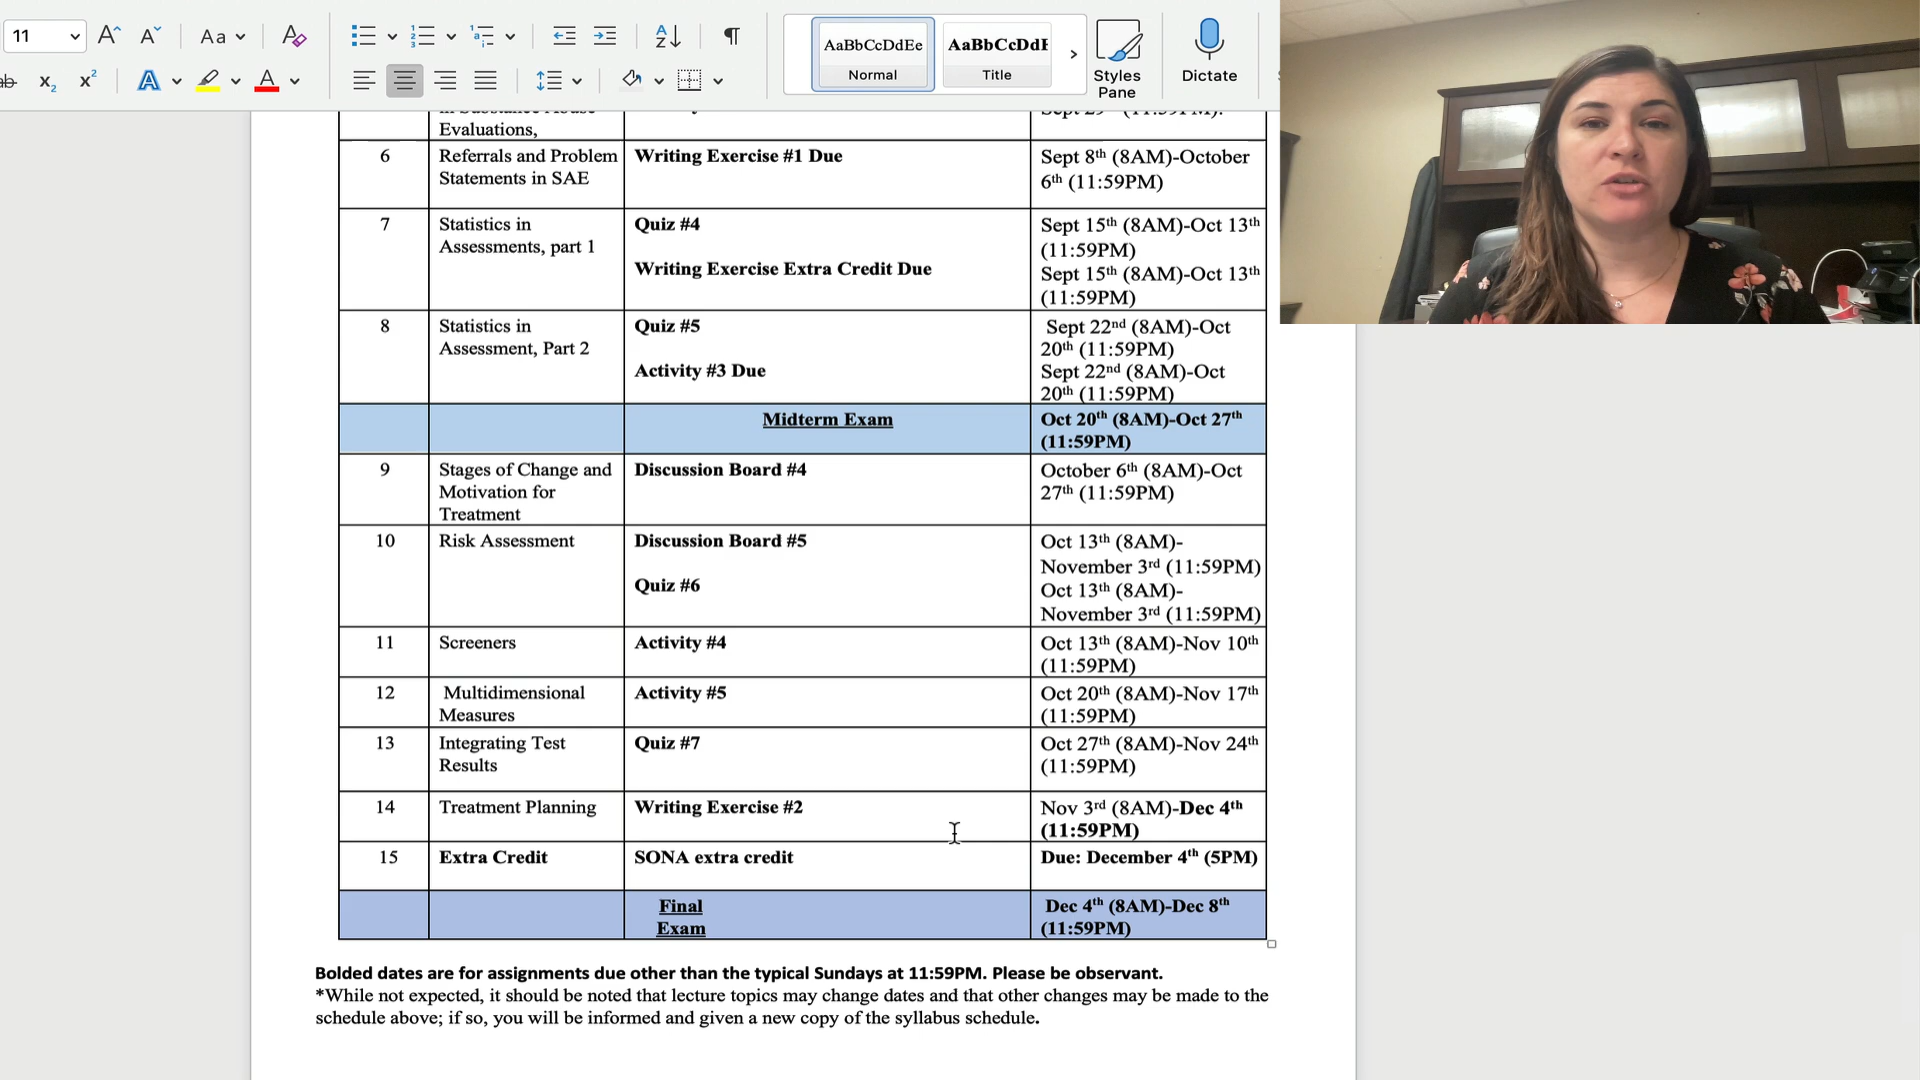 11
Aa
AaBbCcDdEe
Normal
AaBbCcDdE
Title
Styles
Pane
Dictate
ab
x₂
x²
A
A
Evaluations,
6
Referrals and Problem
Statements in SAE
Writing Exercise #1 Due
Sept 8th (8AM)-October
6th (11:59PM)
7
Statistics in
Assessments, part 1
Quiz #4
Writing Exercise Extra Credit Due
Sept 15th (8AM)-Oct 13th
(11:59PM)
Sept 15th (8AM)-Oct 13th
(11:59PM)
8
Statistics in
Assessment, Part 2
Quiz #5
Activity #3 Due
Sept 22nd (8AM)-Oct
20th (11:59PM)
Sept 22nd (8AM)-Oct
20th (11:59PM)
Midterm Exam
Oct 20th (8AM)-Oct 27th
(11:59PM)
9
Stages of Change and
Motivation for
Treatment
Discussion Board #4
October 6th (8AM)-Oct
27th (11:59PM)
10
Risk Assessment
Discussion Board #5
Quiz #6
Oct 13th (8AM)-
November 3rd (11:59PM)
Oct 13th (8AM)-
November 3rd (11:59PM)
11
Screeners
Activity #4
Oct 13th (8AM)-Nov 10th
(11:59PM)
12
Multidimensional
Measures
Activity #5
Oct 20th (8AM)-Nov 17th
(11:59PM)
13
Integrating Test
Results
Quiz #7
Oct 27th (8AM)-Nov 24th
(11:59PM)
14
Treatment Planning
Writing Exercise #2
Nov 3rd (8AM)-Dec 4th
(11:59PM)
15
Extra Credit
SONA extra credit
Due: December 4th (5PM)
Final
Exam
Dec 4th (8AM)-Dec 8th
(11:59PM)
Bolded dates are for assignments due other than the typical Sundays at 11:59PM. Please be observant.
*While not expected, it should be noted that lecture topics may change dates and that other changes may be made to the
schedule above; if so, you will be informed and given a new copy of the syllabus schedule.